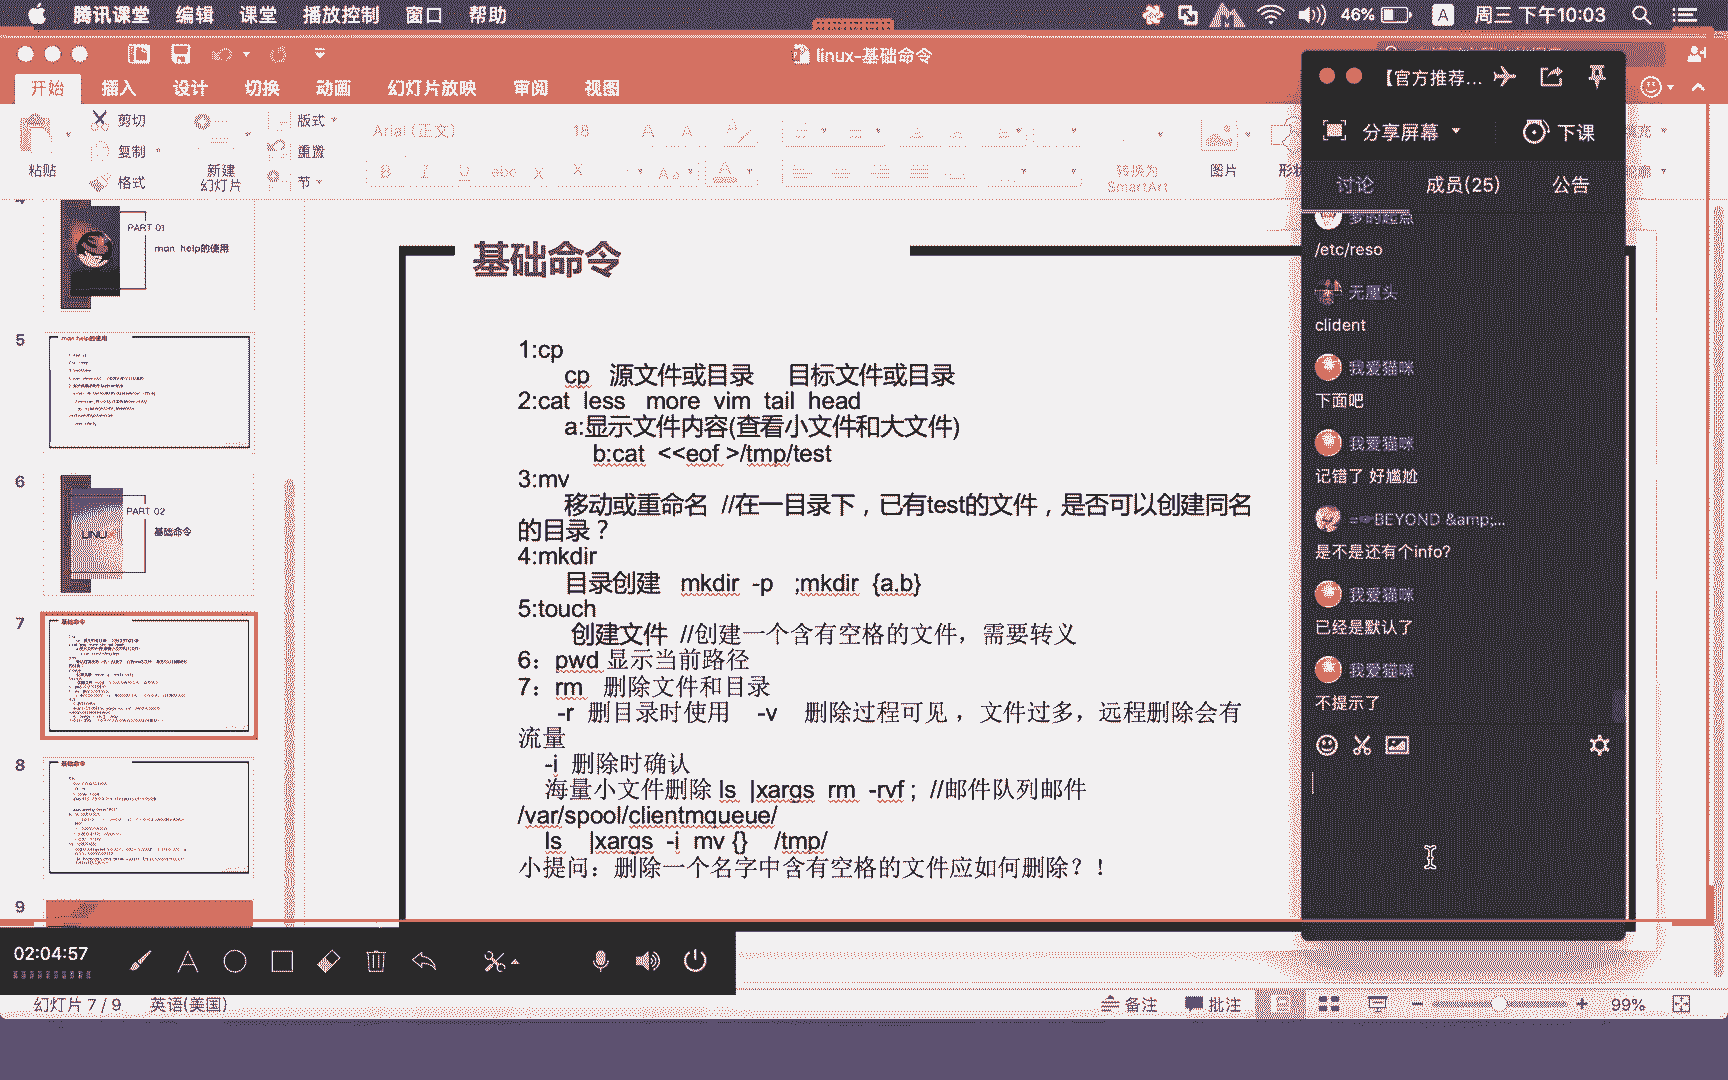 腾讯课堂 编辑 课堂 播放控制 窗口 帮助
46% A 周三 下午10:03
linux-基础命令
开始 插入 设计 切换 动画 幻灯片放映 审阅 视图
粘贴 剪切 复制 格式 新建 幻灯片 版式 重置 节
Arial (正文) 18
转换为 SmartArt 图片
PART 01
man help的使用
5
6
PART 02
基础命令
7
8
9
基础命令
1:cp
cp 源文件或目录 目标文件或目录
2:cat less more vim tail head
a:显示文件内容(查看小文件和大文件)
b:cat <<eof >/tmp/test
3:mv
移动或重命名 //在一目录下，已有test的文件，是否可以创建同名
的目录？
4:mkdir
目录创建 mkdir -p ;mkdir {a,b}
5:touch
创建文件 //创建一个含有空格的文件，需要转义
6：pwd 显示当前路径
7：rm 删除文件和目录
-r 删目录时使用 -v 删除过程可见 ，文件过多，远程删除会有
流量
-i 删除时确认
海量小文件删除 ls |xargs rm -rvf ; //邮件队列邮件
/var/spool/clientmqueue/
ls |xargs -i mv {} /tmp/
小提问：删除一个名字中含有空格的文件应如何删除？！
【官方推荐...
分享屏幕 下课
讨论 成员(25) 公告
/etc/reso
无厘头
clident
我爱猫咪
下面吧
我爱猫咪
记错了 好尴尬
BEYOND &amp;...
是不是还有个info?
我爱猫咪
已经是默认了
我爱猫咪
不提示了
02:04:57
幻灯片 7 / 9 英语(美国)
备注 批注 99%